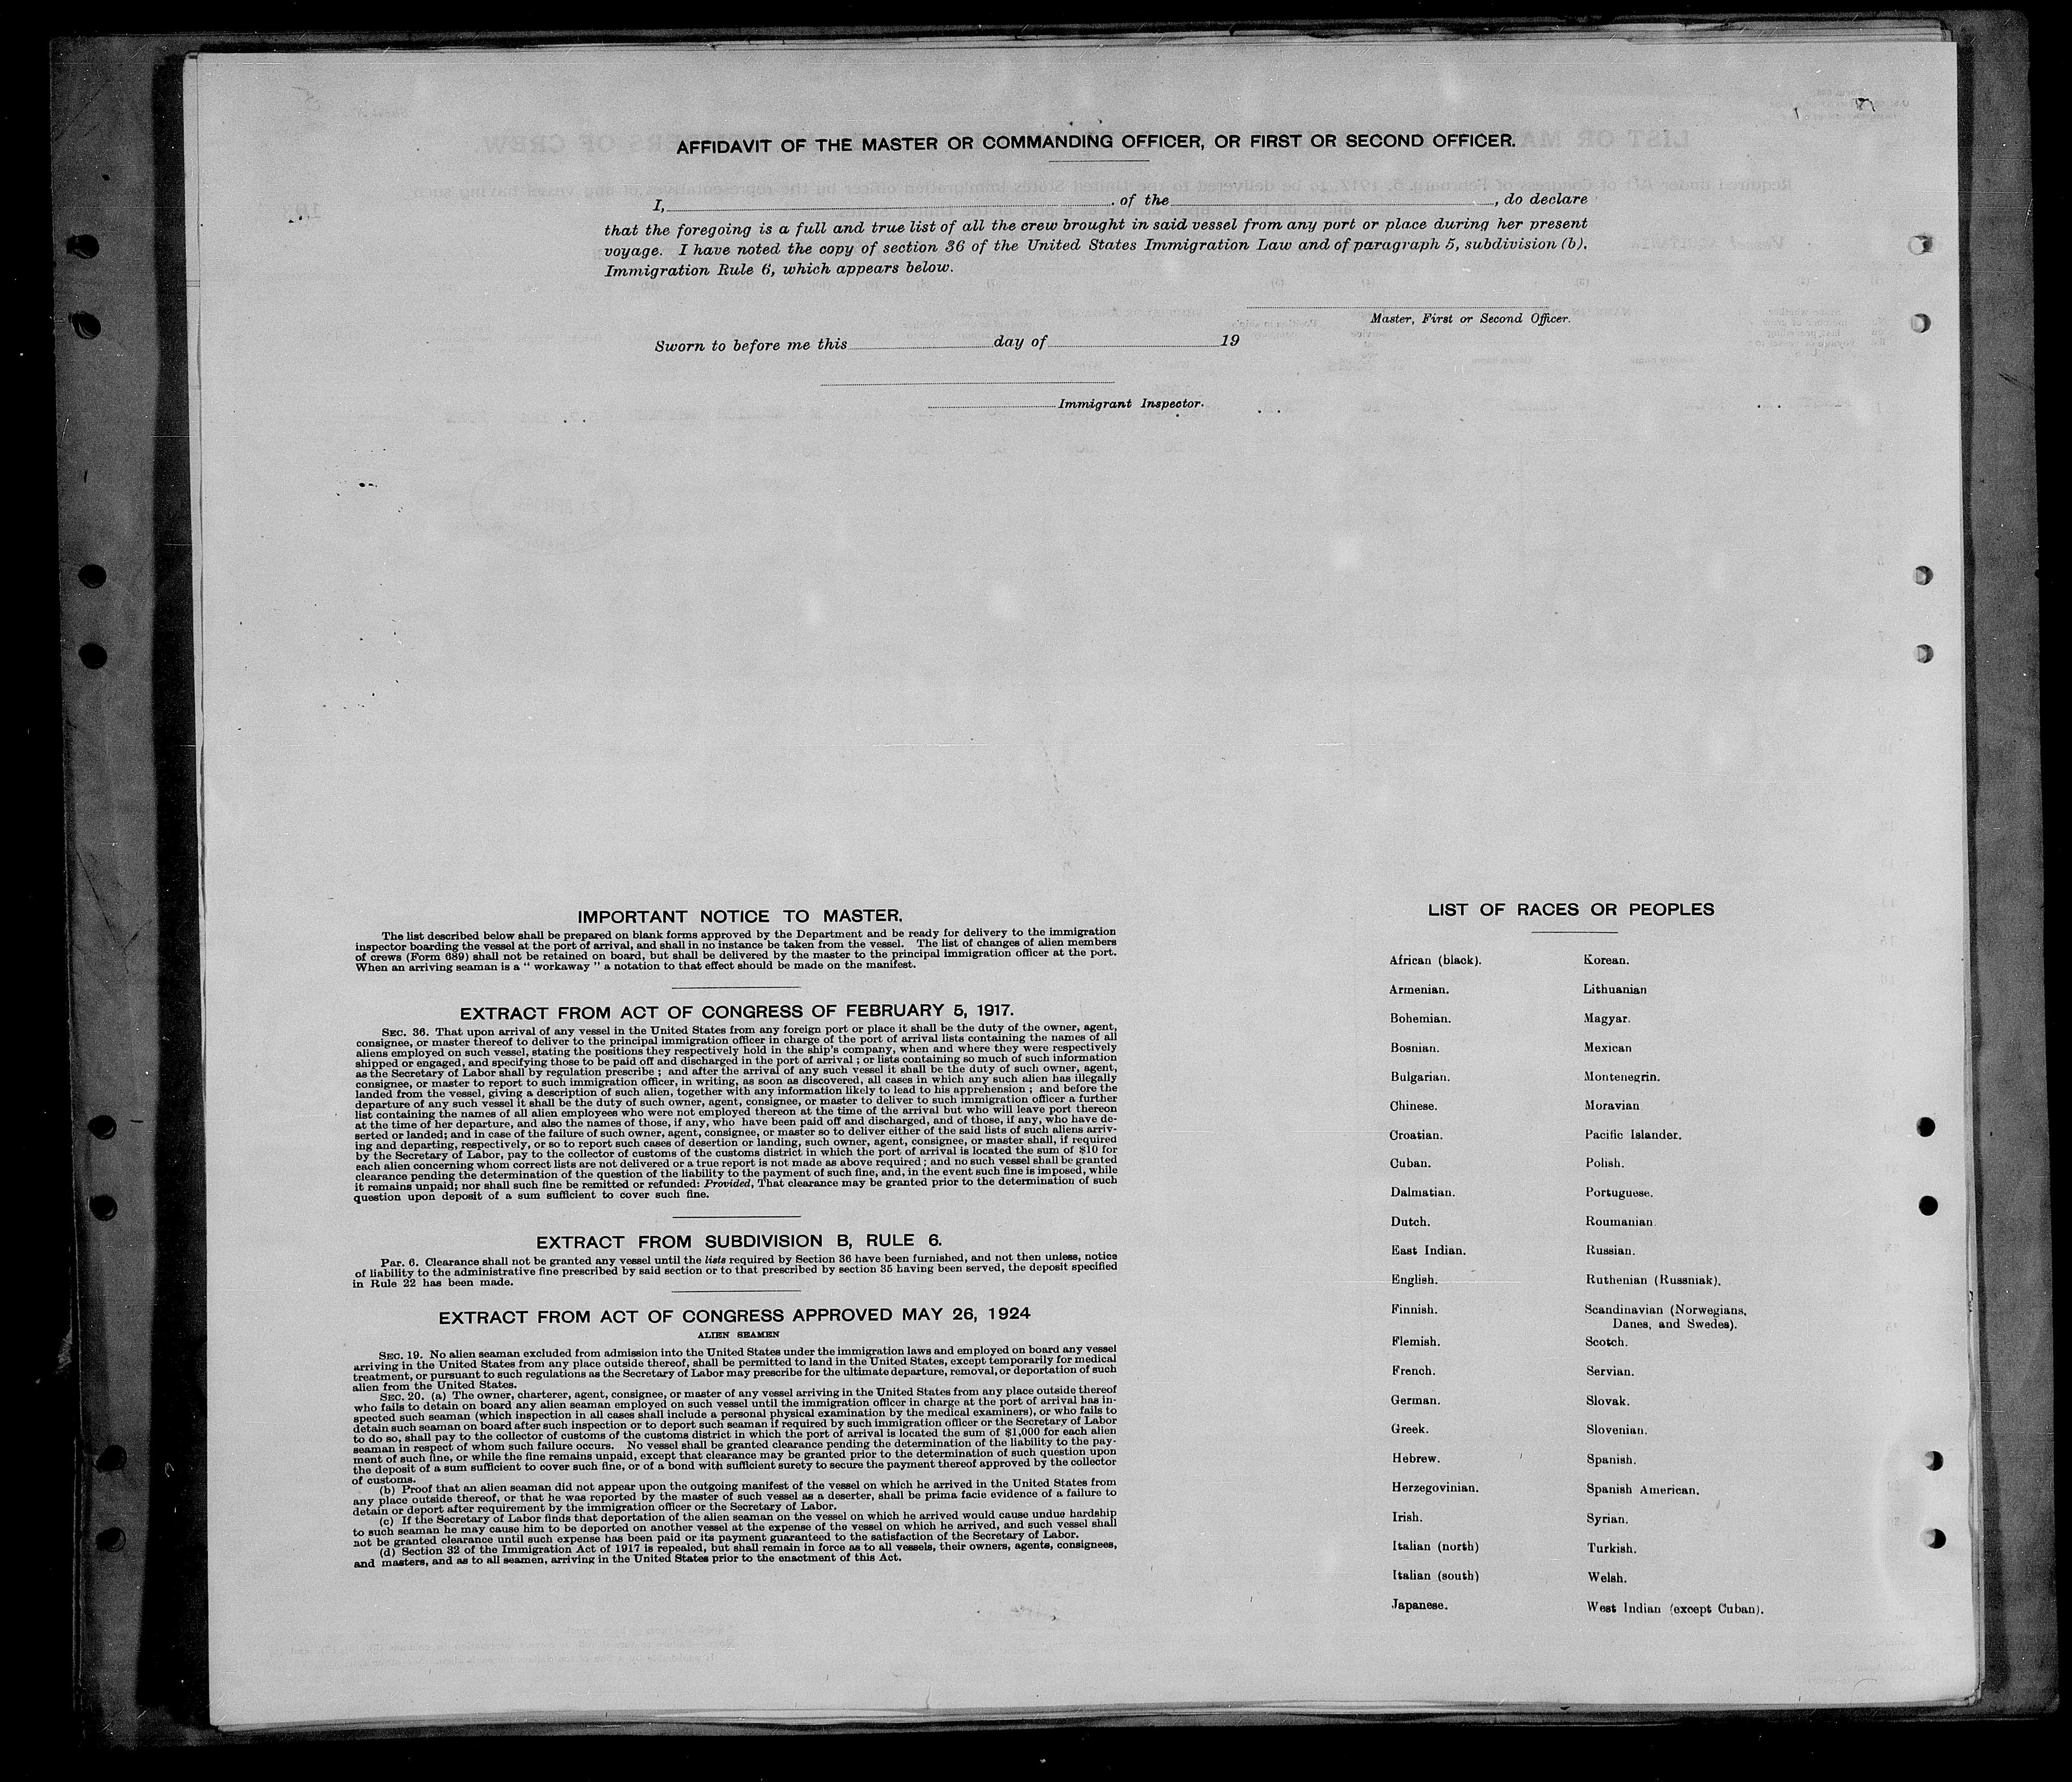 AFFIDAVIT OF THE MASTER OR COMMANDING OFFICER, OR FIRST OR SECOND OFFICER.
I, of the , do declare
that the foregoing is a full and true list of all the crew brought in said vessel from any port or place during her present
voyage. I have noted the copy of section 36 of the United States Immigration Law and of paragraph 5, subdivision (b),
Immigration Rule 6, which appears below.
Master, First or Second Officer.
Sworn to before me this day of 19
Immigrant Inspector.
IMPORTANT NOTICE TO MASTER.
The list described below shall be prepared on blank forms approved by the Department and be ready for delivery to the immigration
inspector boarding the vessel at the port of arrival, and shall in no instance be taken from the vessel. The list of changes of alien members
of crews (Form 689) shall not be retained on board, but shall be delivered by the master to the principal immigration officer at the port.
When an arriving seaman is a " workaway " a notation to that effect should be made on the manifest.
EXTRACT FROM ACT OF CONGRESS OF FEBRUARY 5, 1917.
SEC. 36. That upon arrival of any vessel in the United States from any foreign port or place it shall be the duty of the owner, agent,
consignee, or master thereof to deliver to the principal immigration officer in charge of the port of arrival lists containing the names of all
aliens employed on such vessel, stating the positions they respectively hold in the ship's company, when and where they were respectively
shipped or engaged, and specifying those to be paid off and discharged in the port of arrival ; or lists containing so much of such information
as the Secretary of Labor shall by regulation prescribe ; and after the arrival of any such vessel it shall be the duty of such owner, agent,
consignee, or master to report to such immigration officer, in writing, as soon as discovered, all cases in which any such alien has illegally
landed from the vessel, giving a description of such alien, together with any information likely to lead to his apprehension ; and before the
departure of any such vessel it shall be the duty of such owner, agent, consignee, or master to deliver to such immigration officer a further
list containing the names of all alien employees who were not employed thereon at the time of the arrival but who will leave port thereon
at the time of her departure, and also the names of those, if any, who have been paid off and discharged, and of those, if any, who have de-
serted or landed; and in case of the failure of such owner, agent, consignee, or master so to deliver either of the said lists of such aliens arriv-
ing and departing, respectively, or so to report such cases of desertion or landing, such owner, agent, consignee, or master shall, if required
by the Secretary of Labor, pay to the collector of customs of the customs district in which the port of arrival is located the sum of $10 for
each alien concerning whom correct lists are not delivered or a true report is not made as above required ; and no such vessel shall be granted
clearance pending the determination of the question of the liability to the payment of such fine, and, in the event such fine is imposed, while
it remains unpaid; nor shall such fine be remitted or refunded: Provided, That clearance may be granted prior to the determination of such
question upon deposit of a sum sufficient to cover such fine.
EXTRACT FROM SUBDIVISION B, RULE 6.
Par. 6. Clearance shall not be granted any vessel until the lists required by Section 36 have been furnished, and not then unless, notice
of liability to the administrative fine prescribed by said section or to that prescribed by section 35 having been served, the deposit specified
in Rule 22 has been made.
EXTRACT FROM ACT OF CONGRESS APPROVED MAY 26, 1924
ALIEN SEAMEN
SEC. 19. No alien seaman excluded from admission into the United States under the immigration laws and employed on board any vessel
arriving in the United States from any place outside thereof, shall be permitted to land in the United States, except temporarily for medical
treatment, or pursuant to such regulations as the Secretary of Labor may prescribe for the ultimate departure, removal, or deportation of such
alien from the United States.
SEC. 20. (a) The owner, charterer, agent, consignee, or master of any vessel arriving in the United States from any place outside thereof
who fails to detain on board any alien seaman employed on such vessel until the immigration officer in charge at the port of arrival has in-
spected such seaman (which inspection in all cases shall include a personal physical examination by the medical examiners), or who fails to
detain such seaman on board after such inspection or to deport such seaman if required by such immigration officer or the Secretary of Labor
to do so, shall pay to the collector of customs of the customs district in which the port of arrival is located the sum of $1,000 for each alien
seaman in respect of whom such failure occurs. No vessel shall be granted clearance pending the determination of the liability to the pay-
ment of such fine, or while the fine remains unpaid, except that clearance may be granted prior to the determination of such question upon
the deposit of a sum sufficient to cover such fine, or of a bond with sufficient surety to secure the payment thereof approved by the collector
of customs.
(b) Proof that an alien seaman did not appear upon the outgoing manifest of the vessel on which he arrived in the United States from
any place outside thereof, or that he was reported by the master of such vessel as a deserter, shall be prima facie evidence of a failure to
detain or deport after requirement by the immigration officer or the Secretary of Labor.
(c) If the Secretary of Labor finds that deportation of the alien seaman on the vessel on which he arrived would cause undue hardship
to such seaman he may cause him to be deported on another vessel at the expense of the vessel on which he arrived, and such vessel shall
not be granted clearance until such expense has been paid or its payment guaranteed to the satisfaction of the Secretary of Labor.
(d) Section 32 of the Immigration Act of 1917 is repealed, but shall remain in force as to all vessels, their owners, agents, consignees,
and masters, and as to all seamen, arriving in the United States prior to the enactment of this Act.
LIST OF RACES OR PEOPLES
African (black). Korean.
Armenian. Lithuanian
Bohemian. Magyar.
Bosnian. Mexican
Bulgarian. Montenegrin.
Chinese. Moravian
Croatian. Pacific Islander.
Cuban. Polish.
Dalmatian. Portuguese.
Dutch. Roumanian
East Indian. Russian.
English. Ruthenian (Russniak).
Finnish. Scandinavian (Norwegians,
Danes, and Swedes).
Flemish. Scotch.
French. Servian.
German. Slovak.
Greek. Slovenian.
Hebrew. Spanish.
Herzegovinian. Spanish American.
Irish. Syrian.
Italian (north) Turkish.
Italian (south) Welsh.
Japanese. West Indian (except Cuban).